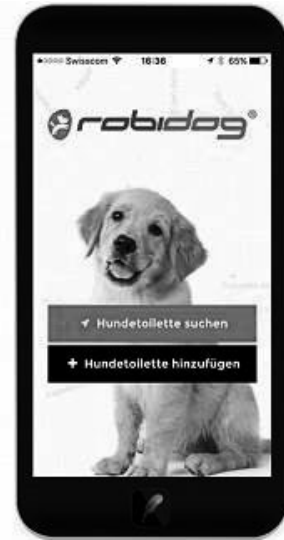 Swisscom 16:36 65%
robidog®
Hundetoilette suchen
+ Hundetoilette hinzufügen